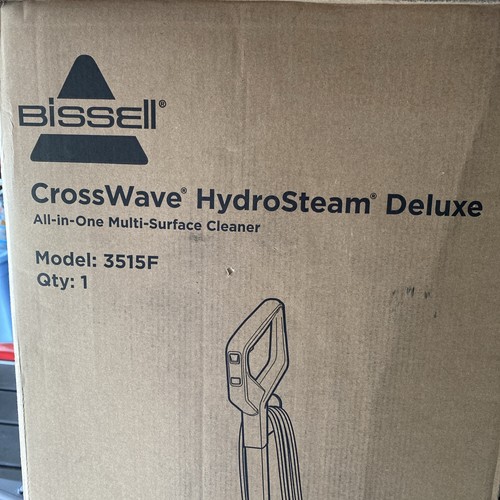 BISSELL®
CrossWave® HydroSteam® Deluxe
All-in-One Multi-Surface Cleaner
Model: 3515F
Qty: 1